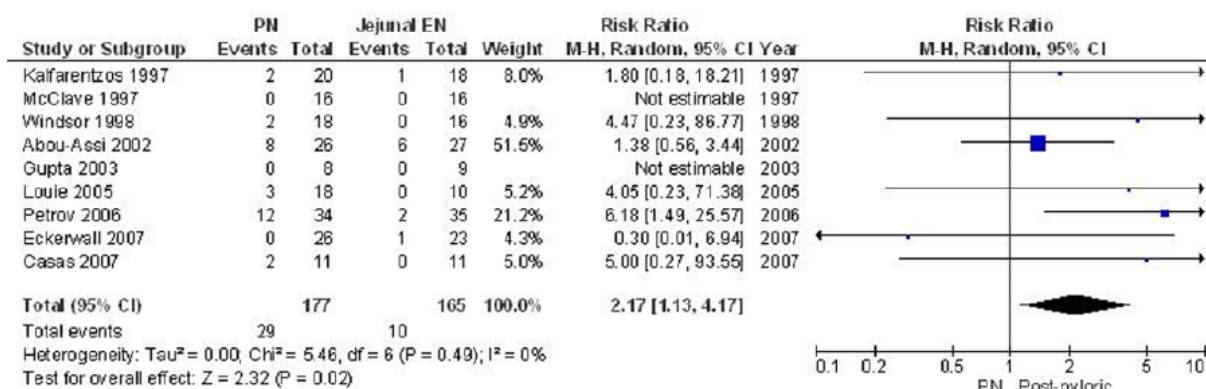 PN Jejunal EN Risk Ratio Risk Ratio
Study or Subgroup Events Total Events Total Weight M-H, Random, 95% CI Year M-H, Random, 95% CI
Kalfarentzos 1997 2 20 1 18 8.0% 1.80 [0.18, 18.21] 1997
McClave 1997 0 16 0 16 Not estimable 1997
Windsor 1998 2 18 0 16 4.9% 4.47 [0.23, 86.77] 1998
Abou-Assi 2002 8 26 6 27 51.5% 1.38 [0.56, 3.44] 2002
Gupta 2003 0 8 0 9 Not estimable 2003
Louie 2005 3 18 0 10 5.2% 4.05 [0.23, 71.38] 2005
Petrov 2006 12 34 2 35 21.2% 6.18 [1.49, 25.57] 2006
Eckerwall 2007 0 26 1 23 4.3% 0.30 [0.01, 6.94] 2007
Casas 2007 2 11 0 11 5.0% 5.00 [0.27, 93.55] 2007
Total (95% CI) 177 165 100.0% 2.17 [1.13, 4.17]
Total events 29 10
Heterogeneity: Tau² = 0.00; Chi² = 5.46, df = 6 (P = 0.49); I² = 0%
Test for overall effect: Z = 2.32 (P = 0.02)
0.1 0.2 0.5 1 2 5 10
PN Post-pyloric